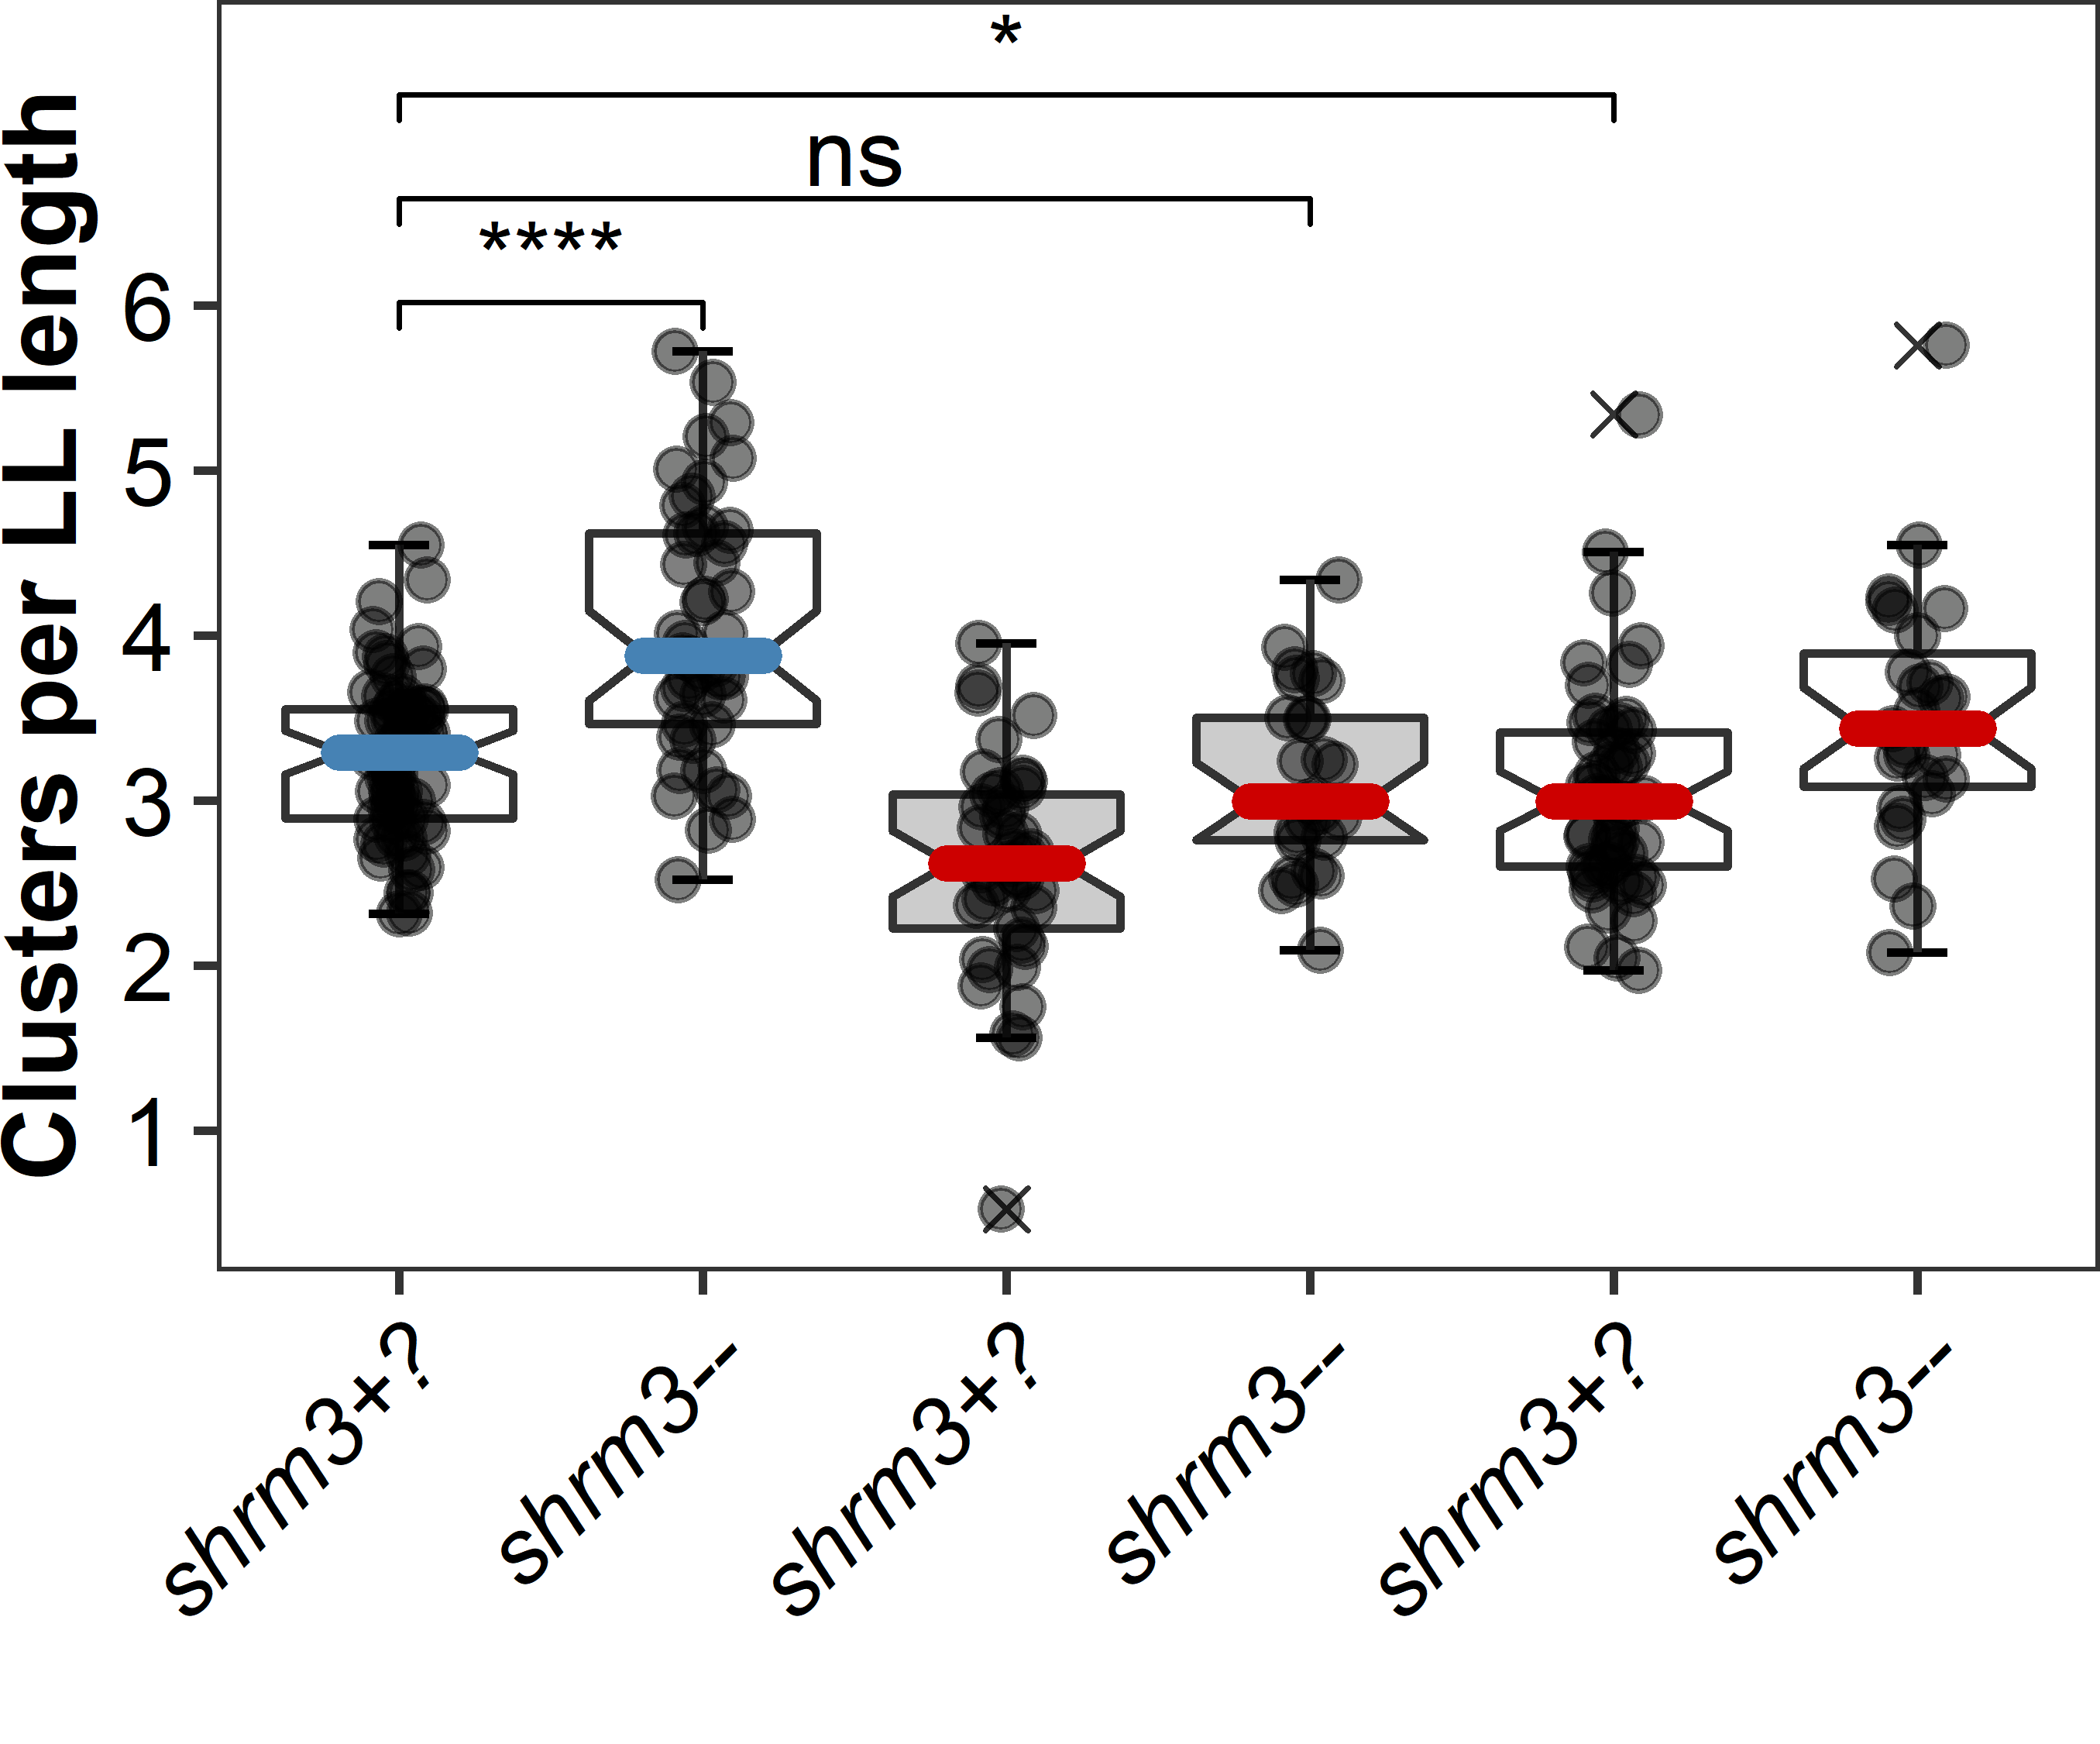 *
ns
****
Clusters per LL length
6
5
4
3
2
1
shrm3+?
shrm3--
shrm3+?
shrm3--
shrm3+?
shrm3--